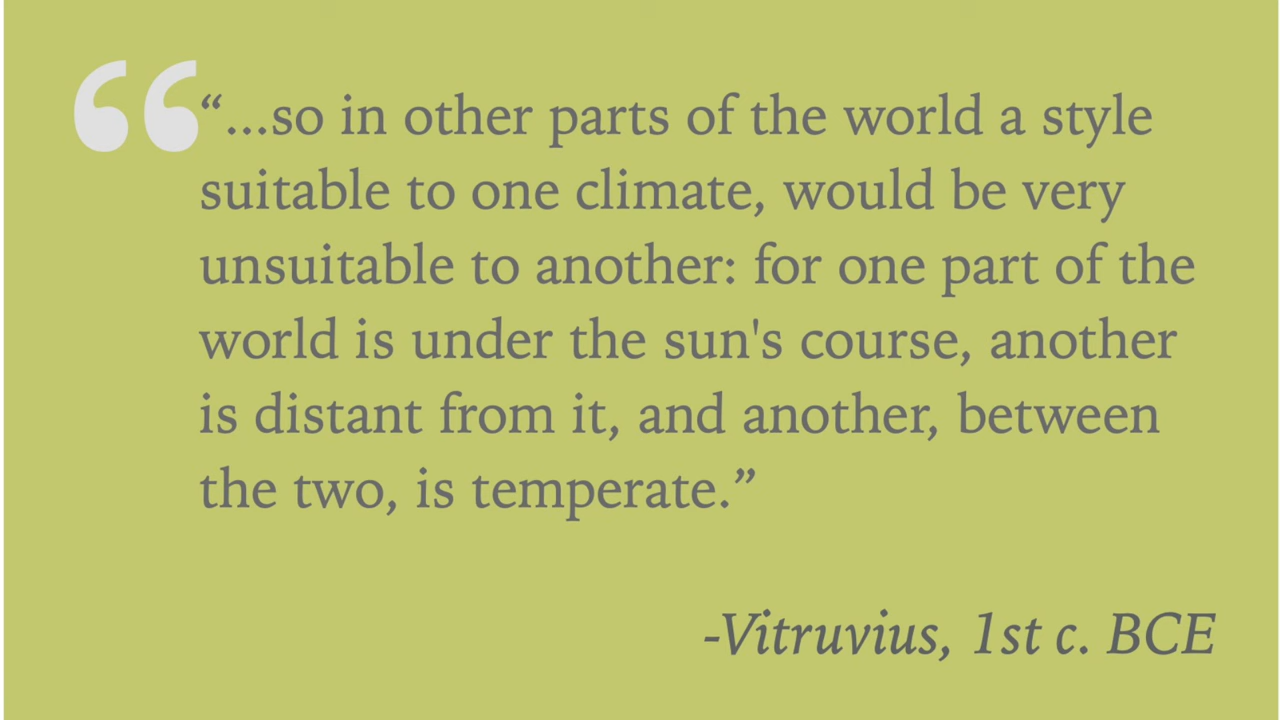 “...so in other parts of the world a style
suitable to one climate, would be very
unsuitable to another: for one part of the
world is under the sun's course, another
is distant from it, and another, between
the two, is temperate.”
-Vitruvius, 1st c. BCE